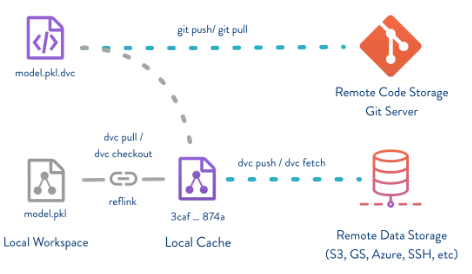 git push/ git pull
model.pkl.dvc
Remote Code Storage
Git Server
dvc pull /
dvc checkout
dvc push / dvc fetch
reflink
model.pkl
3caf ... 874a
Local Workspace
Local Cache
Remote Data Storage
(S3, GS, Azure, SSH, etc)